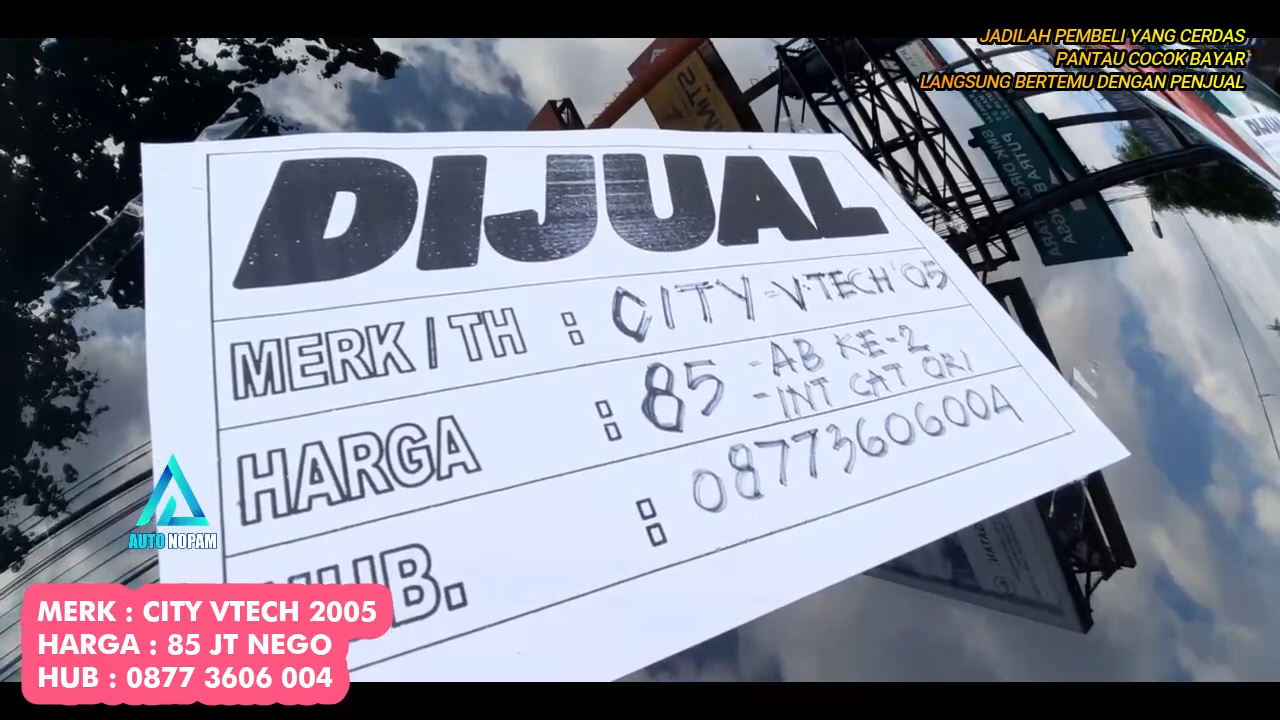 JADILAH PEMBELI YANG CERDAS
PANTAU COCOK BAYAR
LANGSUNG BERTEMU DENGAN PENJUAL
DIJUAL
DIJUAL
MERK / TH : CITY - VTECH '05
HARGA : 85 - AB KE-2
- INT CAT ORI
HUB. : 08773606004
AUTO NOPAM
MERK : CITY VTECH 2005
HARGA : 85 JT NEGO
HUB : 0877 3606 004